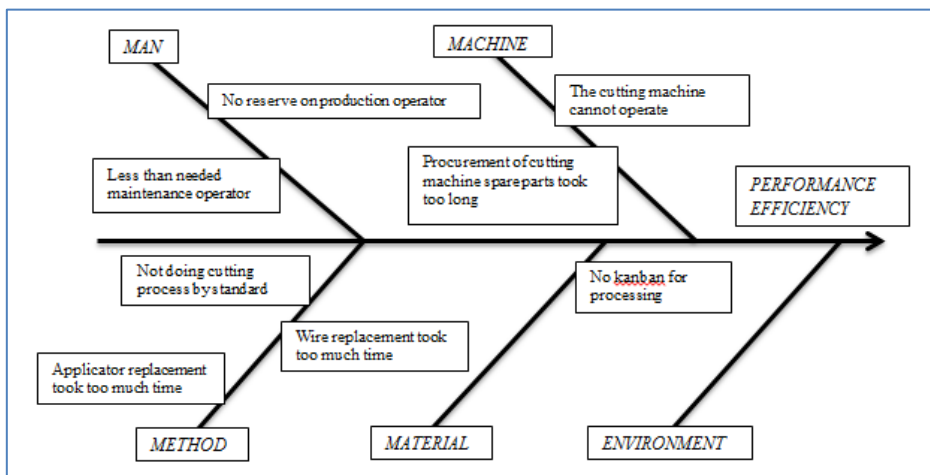 MAN
MACHINE
No reserve on production operator
The cutting machine
cannot operate
Less than needed
maintenance operator
Procurement of cutting
machine spareparts took
too long
PERFORMANCE
EFFICIENCY
Not doing cutting
process by standard
No kanban for
processing
Wire replacement took
too much time
Applicator replacement
took too much time
METHOD
MATERIAL
ENVIRONMENT